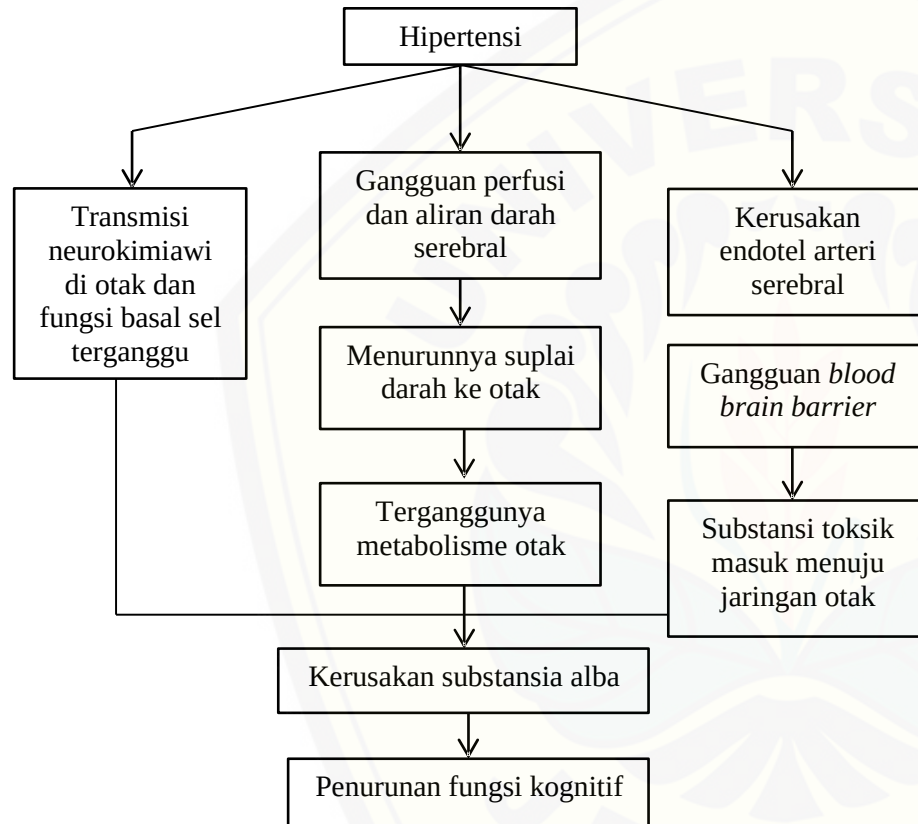 Hipertensi
Transmisi
neurokimiawi
di otak dan
fungsi basal sel
terganggu
Gangguan perfusi
dan aliran darah
serebral
Kerusakan
endotel arteri
serebral
Menurunnya suplai
darah ke otak
Gangguan blood
brain barrier
Terganggunya
metabolisme otak
Substansi toksik
masuk menuju
jaringan otak
Kerusakan substansia alba
Penurunan fungsi kognitif
UNIVERS